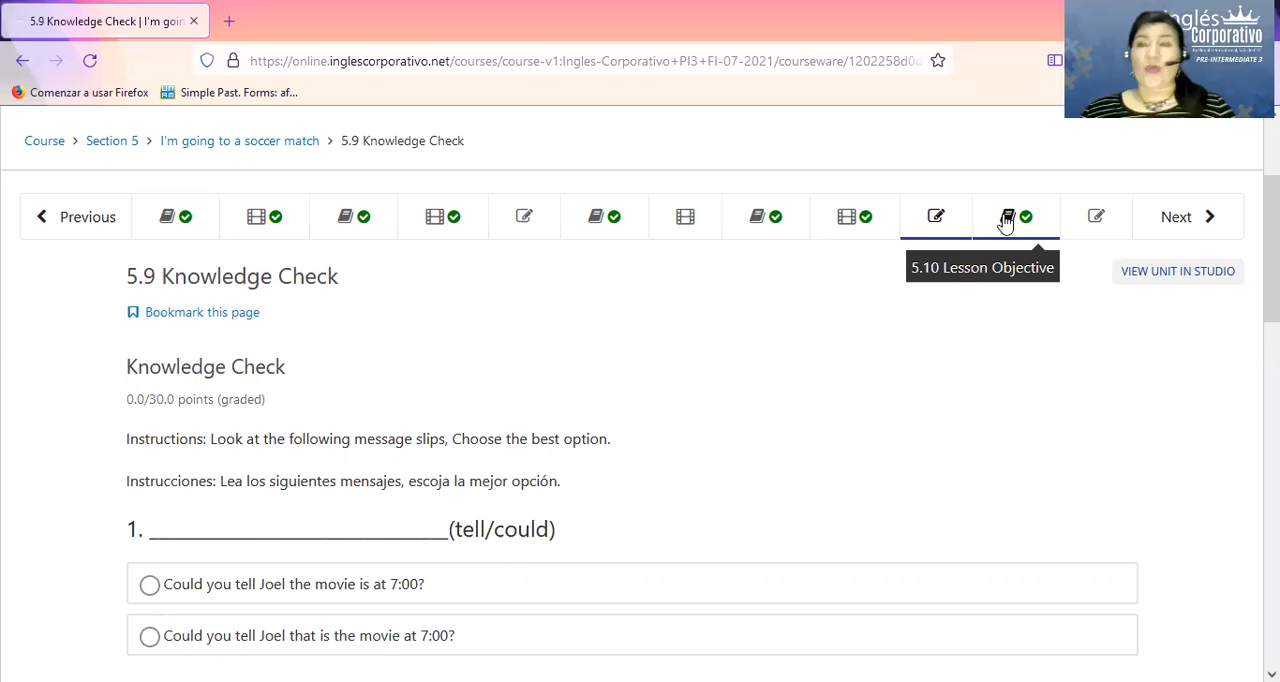 5.9 Knowledge Check | I'm goin
https://online.inglescorporativo.net/courses/course-v1:Ingles-Corporativo+PI3+FI-07-2021/courseware/1202258d0c
Comenzar a usar Firefox
Simple Past. Forms: af...
Inglés
Corporativo
PRE-INTERMEDIATE 3
Course > Section 5 > I'm going to a soccer match > 5.9 Knowledge Check
Previous
Next
5.10 Lesson Objective
5.9 Knowledge Check
VIEW UNIT IN STUDIO
Bookmark this page
Knowledge Check
0.0/30.0 points (graded)
Instructions: Look at the following message slips, Choose the best option.
Instrucciones: Lea los siguientes mensajes, escoja la mejor opción.
1. ____________________________(tell/could)
Could you tell Joel the movie is at 7:00?
Could you tell Joel that is the movie at 7:00?